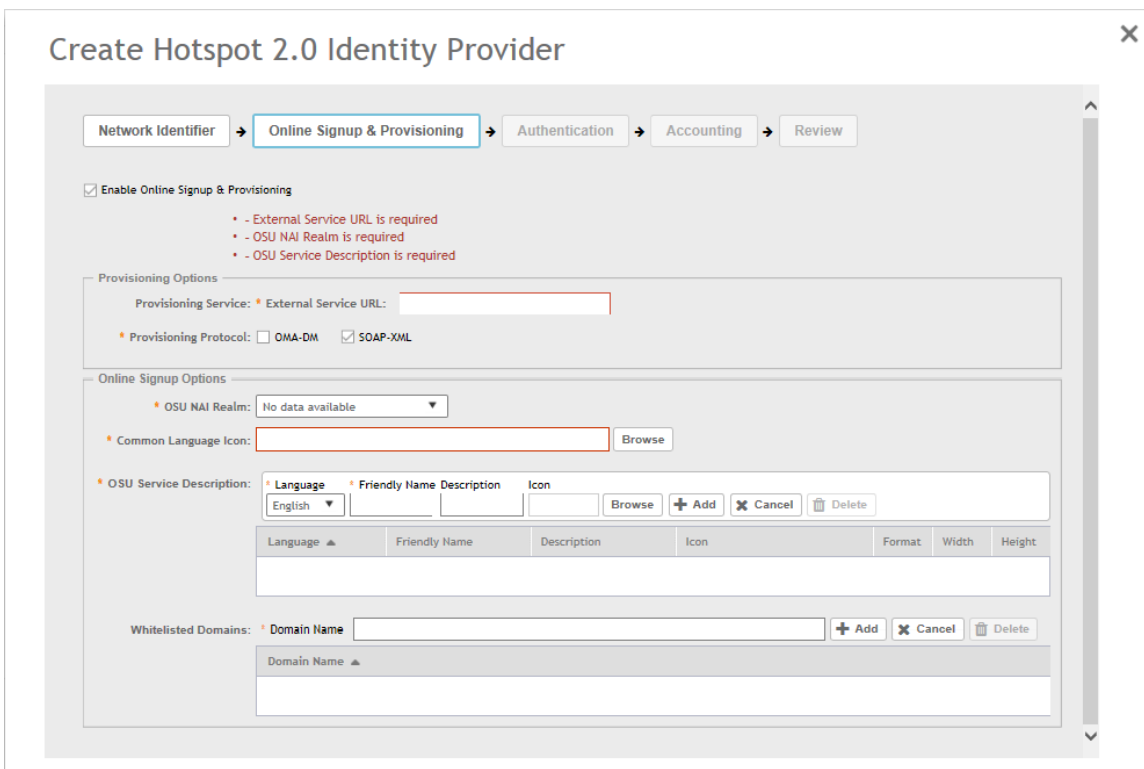 Create Hotspot 2.0 Identity Provider
Network Identifier → Online Signup & Provisioning → Authentication → Accounting → Review
Enable Online Signup & Provisioning
• - External Service URL is required
• - OSU NAI Realm is required
• - OSU Service Description is required
Provisioning Options
Provisioning Service: * External Service URL:
* Provisioning Protocol: OMA-DM SOAP-XML
Online Signup Options
* OSU NAI Realm: No data available
* Common Language Icon: Browse
* OSU Service Description: * Language * Friendly Name Description Icon
English Browse Add Cancel Delete
Language Friendly Name Description Icon Format Width Height
Whitelisted Domains: * Domain Name Add Cancel Delete
Domain Name